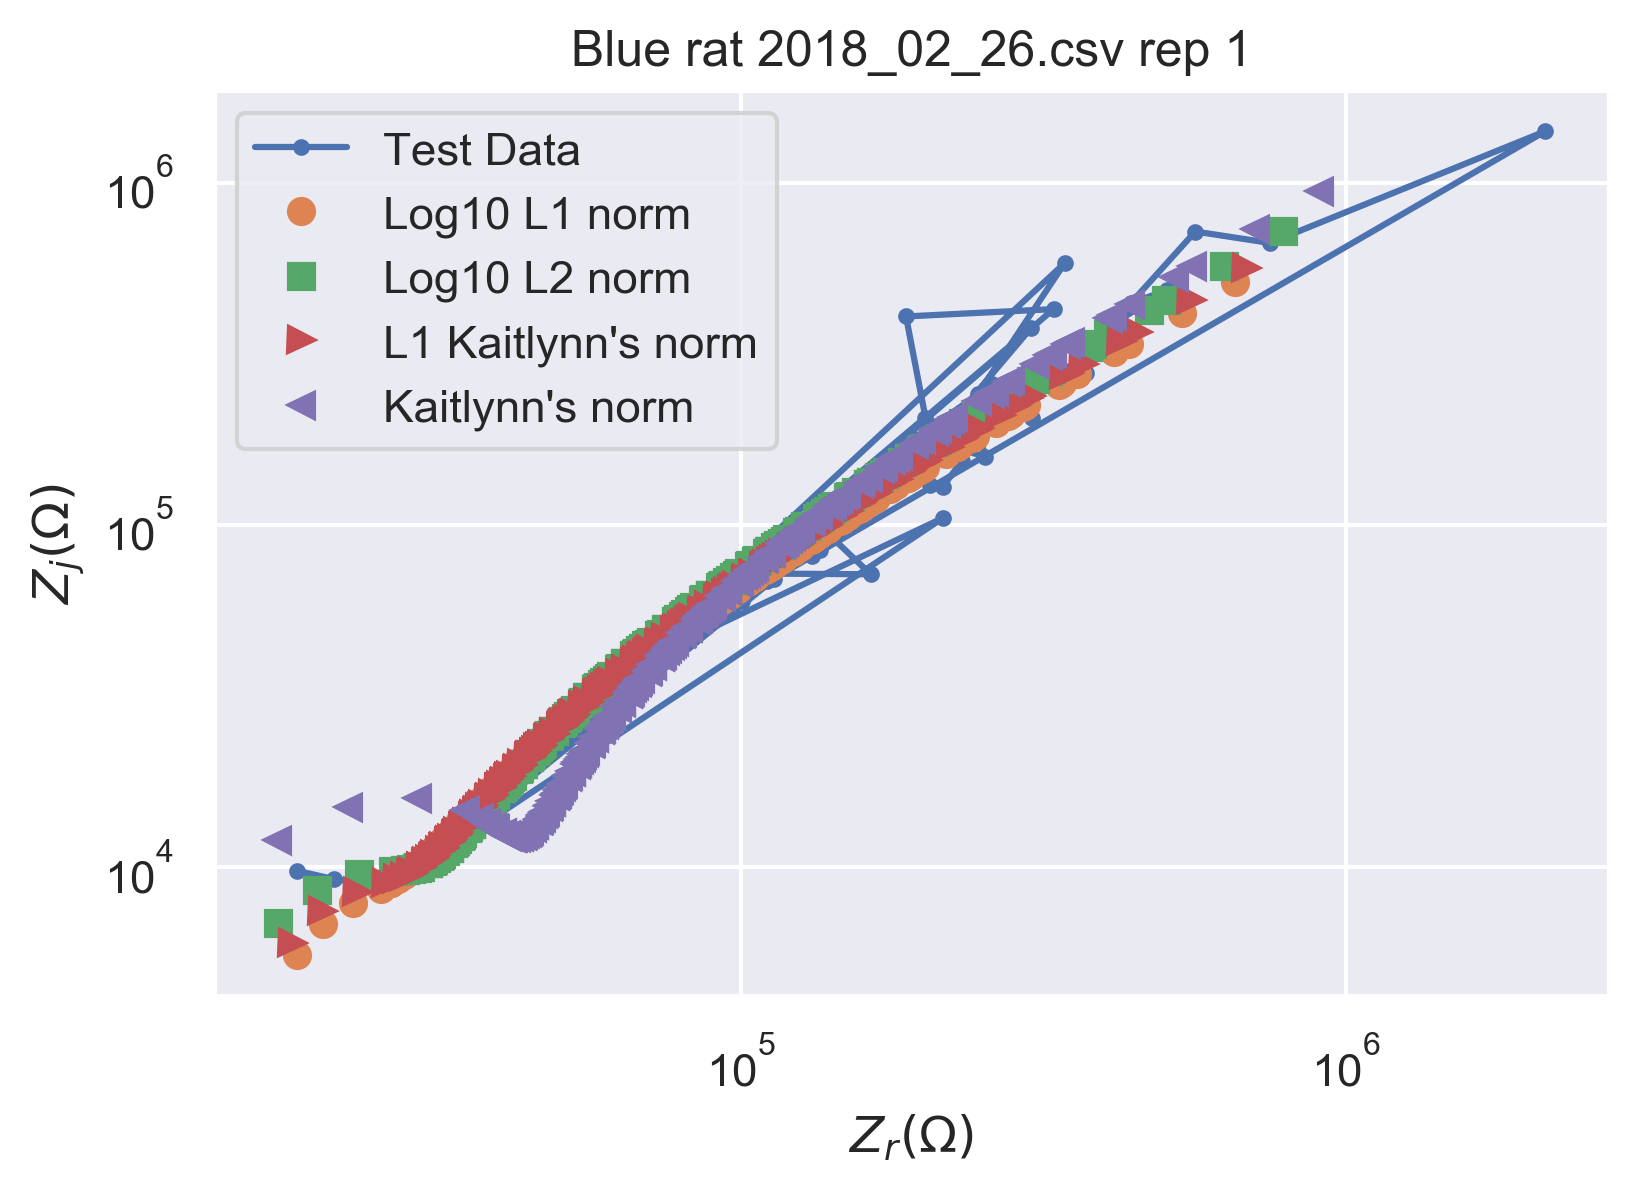 Blue rat 2018_02_26.csv rep 1
Test Data
Log10 L1 norm
Log10 L2 norm
L1 Kaitlynn's norm
Kaitlynn's norm
10^6
10^5
10^4
Z_j(Ω)
10^5
10^6
Z_r(Ω)